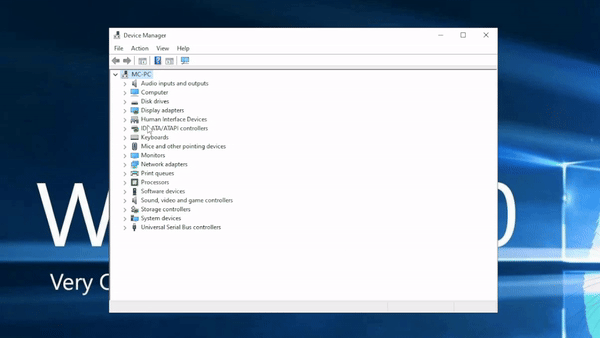 Device Manager
File Action View Help
MC-PC
Audio inputs and outputs
Computer
Disk drives
Display adapters
Human Interface Devices
ATA/ATAPI controllers
Keyboards
Mice and other pointing devices
Monitors
Network adapters
Print queues
Processors
Software devices
Sound, video and game controllers
Storage controllers
System devices
Universal Serial Bus controllers
W
0
Very